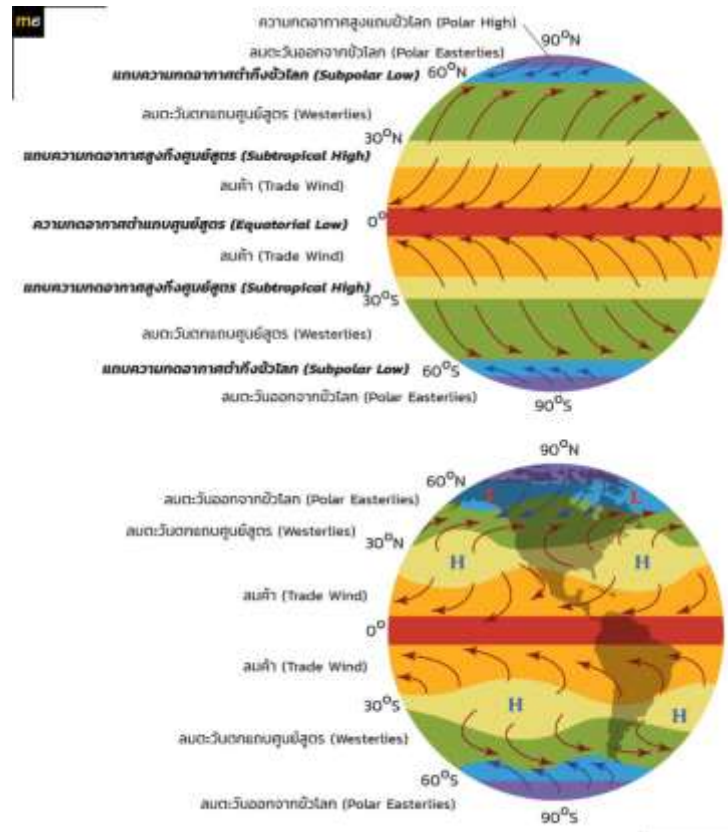 me
ความกดอากาศสูงแถบขั้วโลก (Polar High)
90°N
ลมตะวันออกจากขั้วโลก (Polar Easterlies)
แถบความกดอากาศต่ำกึ่งขั้วโลก (Subpolar Low) 60°N
ลมตะวันตกแถบศูนย์สูตร (Westerlies)
30°N
แถบความกดอากาศสูงกึ่งศูนย์สูตร (Subtropical High)
ลมค้า (Trade Wind)
ความกดอากาศต่ำแถบศูนย์สูตร (Equatorial Low) 0°
ลมค้า (Trade Wind)
แถบความกดอากาศสูงกึ่งศูนย์สูตร (Subtropical High) 30°S
ลมตะวันตกแถบศูนย์สูตร (Westerlies)
แถบความกดอากาศต่ำกึ่งขั้วโลก (Subpolar Low) 60°S
ลมตะวันออกจากขั้วโลก (Polar Easterlies)
90°S
90°N
60°N
ลมตะวันออกจากขั้วโลก (Polar Easterlies) L L
ลมตะวันตกแถบศูนย์สูตร (Westerlies)
30°N
H H
ลมค้า (Trade Wind)
0°
ลมค้า (Trade Wind)
30°S H H
ลมตะวันตกแถบศูนย์สูตร (Westerlies)
60°S
ลมตะวันออกจากขั้วโลก (Polar Easterlies)
90°S